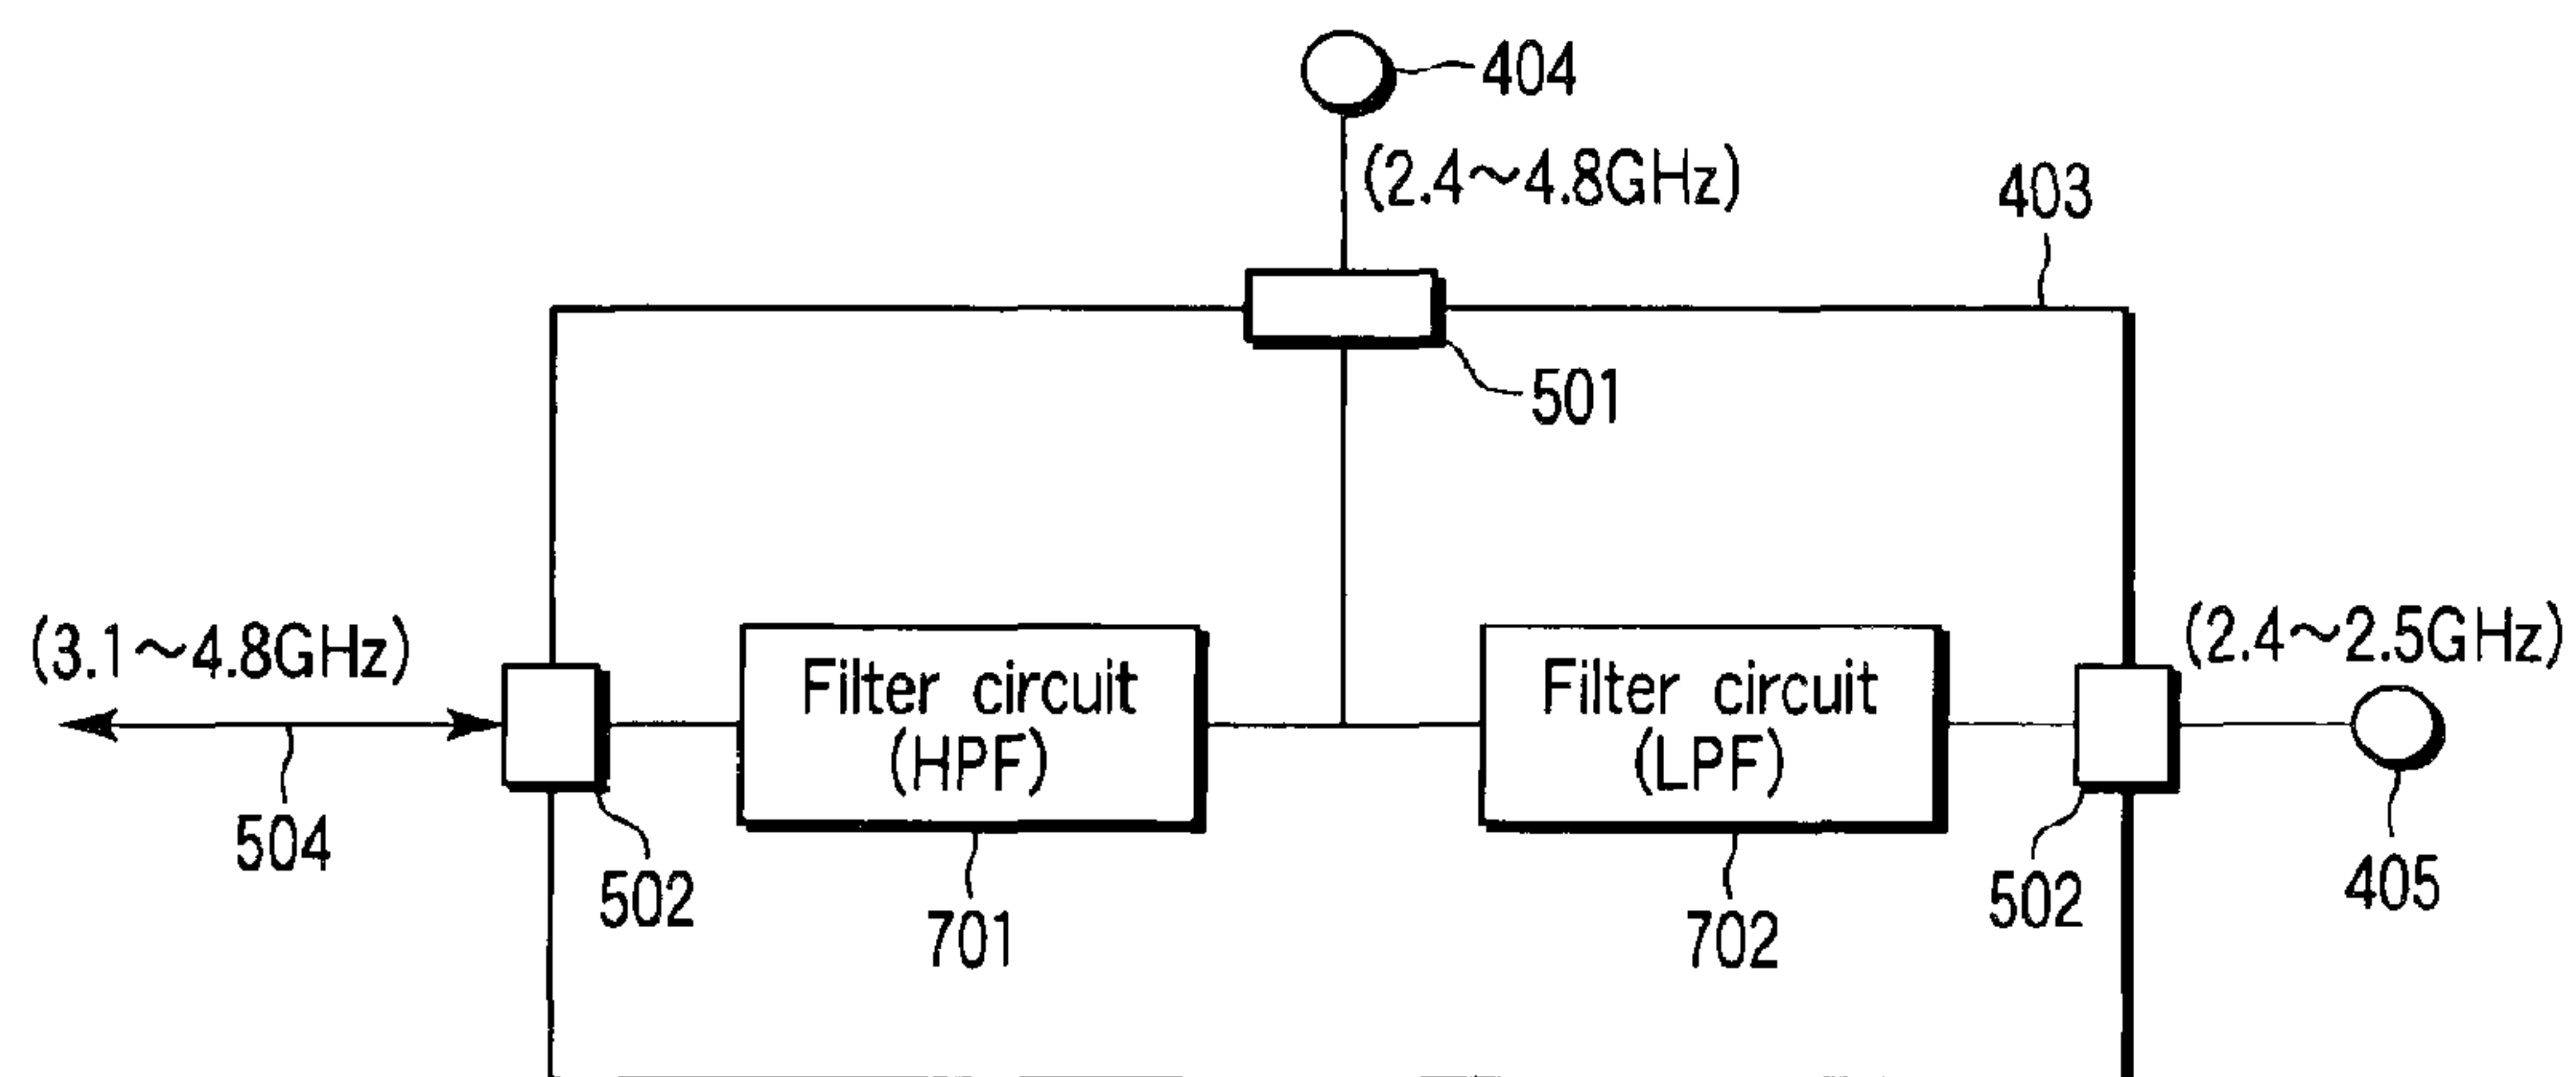 404
(2.4~4.8GHz)
403
501
(3.1~4.8GHz)
(2.4~2.5GHz)
Filter circuit
(HPF)
Filter circuit
(LPF)
504
502
701
702
502
405